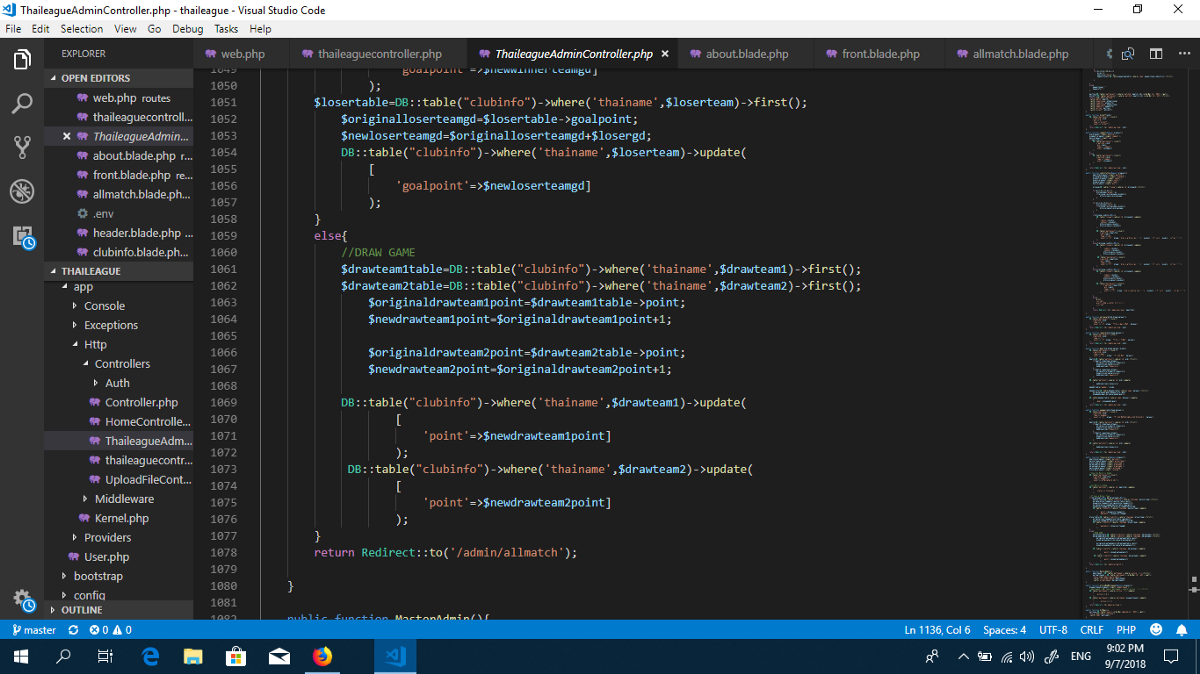 ThaileagueAdminController.php - thaileague - Visual Studio Code
File Edit Selection View Go Debug Tasks Help
EXPLORER
web.php
thaileaguecontroller.php
ThaileagueAdminController.php ×
about.blade.php
front.blade.php
allmatch.blade.php
OPEN EDITORS
web.php routes
thaileaguecontroll...
ThaileagueAdmin...
about.blade.php r...
front.blade.php re...
allmatch.blade.ph...
.env
header.blade.php ...
clubinfo.blade.ph...
THAILEAGUE
app
Console
Exceptions
Http
Controllers
Auth
Controller.php
HomeControlle...
ThaileagueAdm...
thaileaguecontr...
UploadFileCont...
Middleware
Kernel.php
Providers
User.php
bootstrap
config
OUTLINE
1049 'goalpoint'=>$newwinnerteamgd]
1050 );
1051 $losertable=DB::table("clubinfo")->where('thainame',$loserteam)->first();
1052 $originalloserteamgd=$losertable->goalpoint;
1053 $newloserteamgd=$originalloserteamgd+$losergd;
1054 DB::table("clubinfo")->where('thainame',$loserteam)->update(
1055 [
1056 'goalpoint'=>$newloserteamgd]
1057 );
1058 }
1059 else{
1060 //DRAW GAME
1061 $drawteam1table=DB::table("clubinfo")->where('thainame',$drawteam1)->first();
1062 $drawteam2table=DB::table("clubinfo")->where('thainame',$drawteam2)->first();
1063 $originaldrawteam1point=$drawteam1table->point;
1064 $newdrawteam1point=$originaldrawteam1point+1;
1065
1066 $originaldrawteam2point=$drawteam2table->point;
1067 $newdrawteam2point=$originaldrawteam2point+1;
1068
1069 DB::table("clubinfo")->where('thainame',$drawteam1)->update(
1070 [
1071 'point'=>$newdrawteam1point]
1072 );
1073 DB::table("clubinfo")->where('thainame',$drawteam2)->update(
1074 [
1075 'point'=>$newdrawteam2point]
1076 );
1077 }
1078 return Redirect::to('/admin/allmatch');
1079
1080 }
1081
1082 public function MasterAdmin(){
master 0 0 Ln 1136, Col 6 Spaces: 4 UTF-8 CRLF PHP
ENG
9:02 PM
9/7/2018